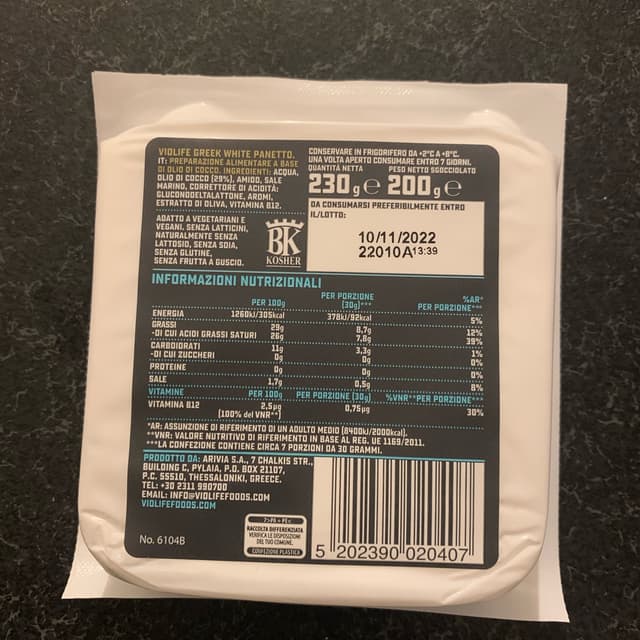 VIOLIFE GREEK WHITE PANETTO.
IT: PREPARAZIONE ALIMENTARE A BASE
DI OLIO DI COCCO. INGREDIENTI: ACQUA,
OLIO DI COCCO (29%), AMIDO, SALE
MARINO, CORRETTORE DI ACIDITÀ:
GLUCONODELTALATTONE, AROMI,
ESTRATTO DI OLIVA, VITAMINA B12.
ADATTO A VEGETARIANI E
VEGANI. SENZA LATTICINI,
NATURALMENTE SENZA
LATTOSIO, SENZA SOIA,
SENZA GLUTINE,
SENZA FRUTTA A GUSCIO.
BK
KOSHER
CONSERVARE IN FRIGORIFERO DA +2°C A +8°C.
UNA VOLTA APERTO CONSUMARE ENTRO 7 GIORNI.
QUANTITÀ NETTA PESO NETTO SGOCCIOLATO
230g℮ 200g℮
DA CONSUMARSI PREFERIBILMENTE ENTRO
IL/LOTTO:
10/11/2022
22010A13:39
INFORMAZIONI NUTRIZIONALI
PER 100g PER PORZIONE (30g)*** %AR* PER PORZIONE***
ENERGIA 1260kJ/305kcal 378kJ/92kcal 5%
GRASSI 29g 8,7g 12%
-DI CUI ACIDI GRASSI SATURI 26g 7,8g 39%
CARBOIDRATI 11g 3,3g 1%
-DI CUI ZUCCHERI 0g 0g 0%
PROTEINE 0g 0g 0%
SALE 1,7g 0,5g 8%
VITAMINE PER 100g PER PORZIONE (30g) %VNR**PER PORZIONE***
VITAMINA B12 2,5µg 0,75µg 30%
(100% del VNR**)
*AR: ASSUNZIONE DI RIFERIMENTO DI UN ADULTO MEDIO (8400kJ/2000kcal).
**VNR: VALORE NUTRITIVO DI RIFERIMENTO IN BASE AL REG. UE 1169/2011.
***LA CONFEZIONE CONTIENE CIRCA 7 PORZIONI DA 30 GRAMMI.
PRODOTTO DA: ARIVIA S.A., 7 CHALKIS STR.,
BUILDING C, PYLAIA, P.O. BOX 21107,
P.C. 55510, THESSALONIKI, GREECE.
TEL: +30 2311 990700
EMAIL: INFO@VIOLIFEFOODS.COM
VIOLIFEFOODS.COM
No. 6104B
RACCOLTA DIFFERENZIATA
VERIFICA LE DISPOSIZIONI
DEL TUO COMUNE.
CONFEZIONE PLASTICA
5 202390 020407